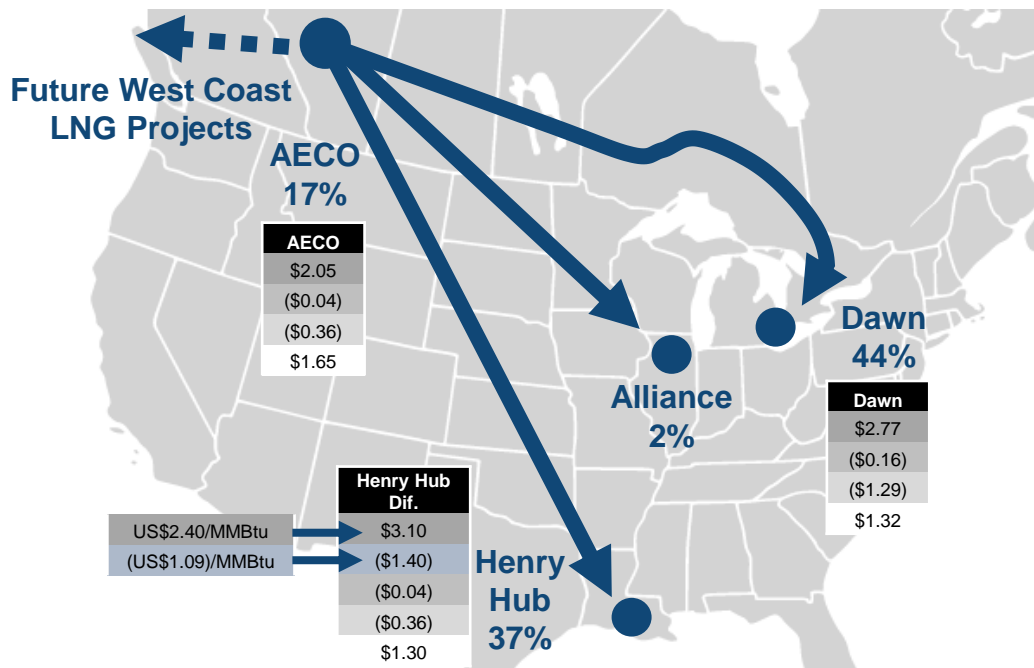 Future West Coast
LNG Projects
AECO
17%
AECO
$2.05
($0.04)
($0.36)
$1.65
Alliance
2%
Dawn
44%
Dawn
$2.77
($0.16)
($1.29)
$1.32
US$2.40/MMBtu
(US$1.09)/MMBtu
Henry Hub
Dif.
$3.10
($1.40)
($0.04)
($0.36)
$1.30
Henry
Hub
37%